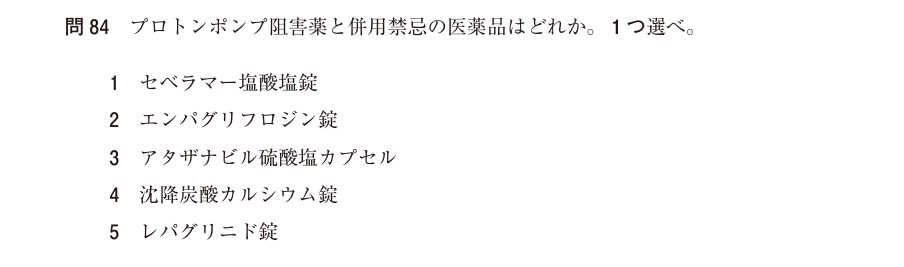 問 84　プロトンポンプ阻害薬と併用禁忌の医薬品はどれか。1つ選べ。
1　セベラマー塩酸塩錠
2　エンパグリフロジン錠
3　アタザナビル硫酸塩カプセル
4　沈降炭酸カルシウム錠
5　レパグリニド錠